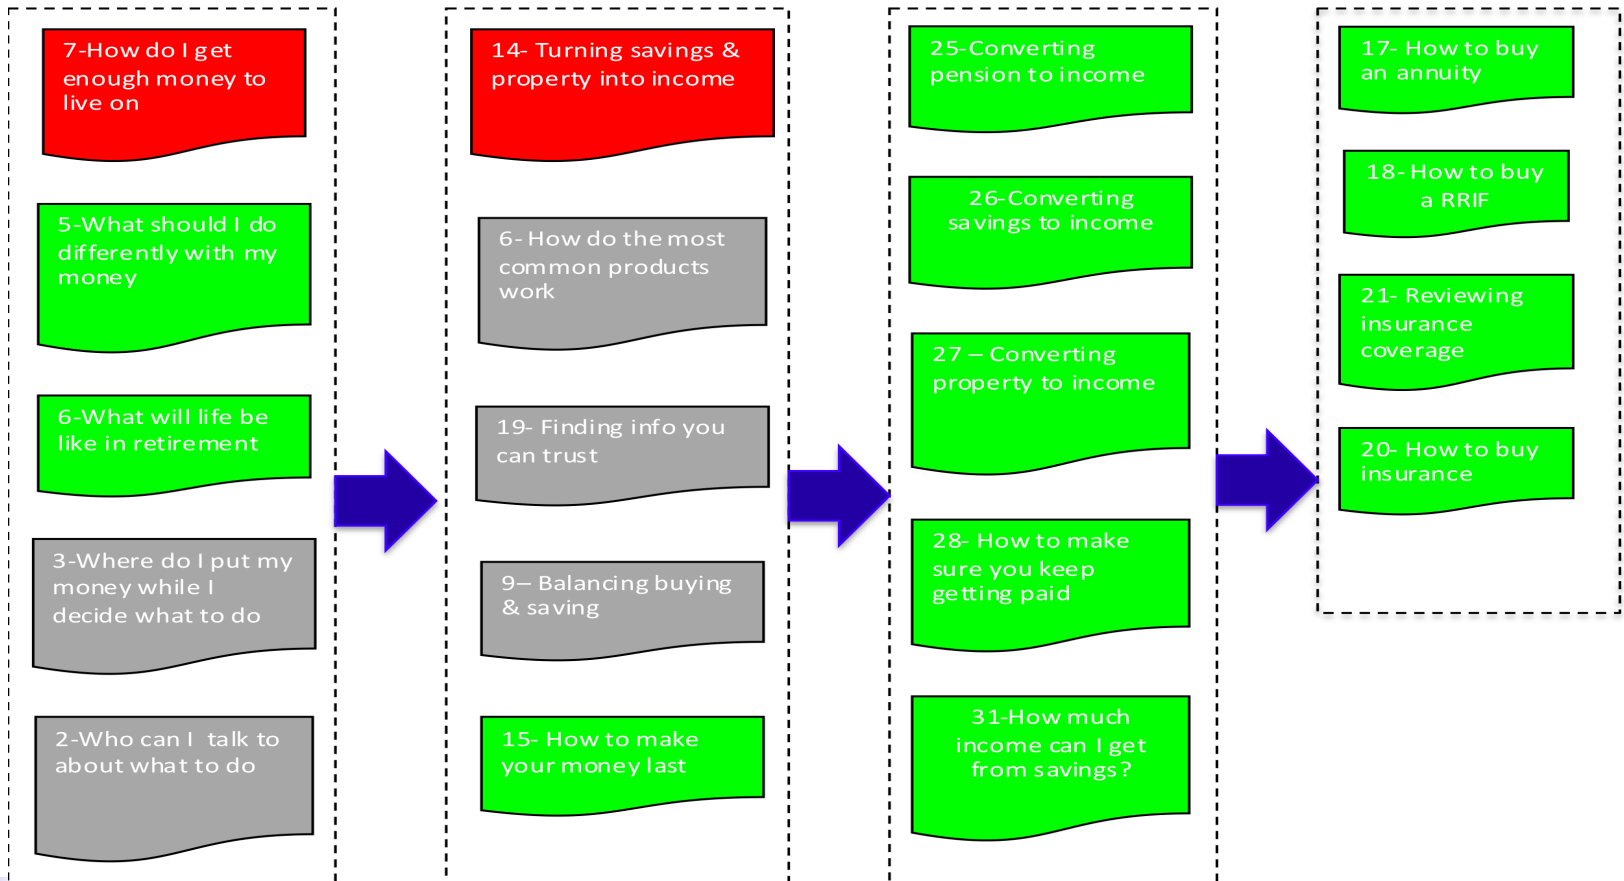 7-How do I get
enough money to
live on
5-What should I do
differently with my
money
6-What will life be
like in retirement
3-Where do I put my
money while I
decide what to do
2-Who can I talk to
about what to do
14- Turning savings &
property into income
6- How do the most
common products
work
19- Finding info you
can trust
9– Balancing buying
& saving
15- How to make
your money last
25-Converting
pension to income
26-Converting
savings to income
27 – Converting
property to income
28- How to make
sure you keep
getting paid
31-How much
income can I get
from savings?
17- How to buy
an annuity
18- How to buy
a RRIF
21- Reviewing
insurance
coverage
20- How to buy
insurance